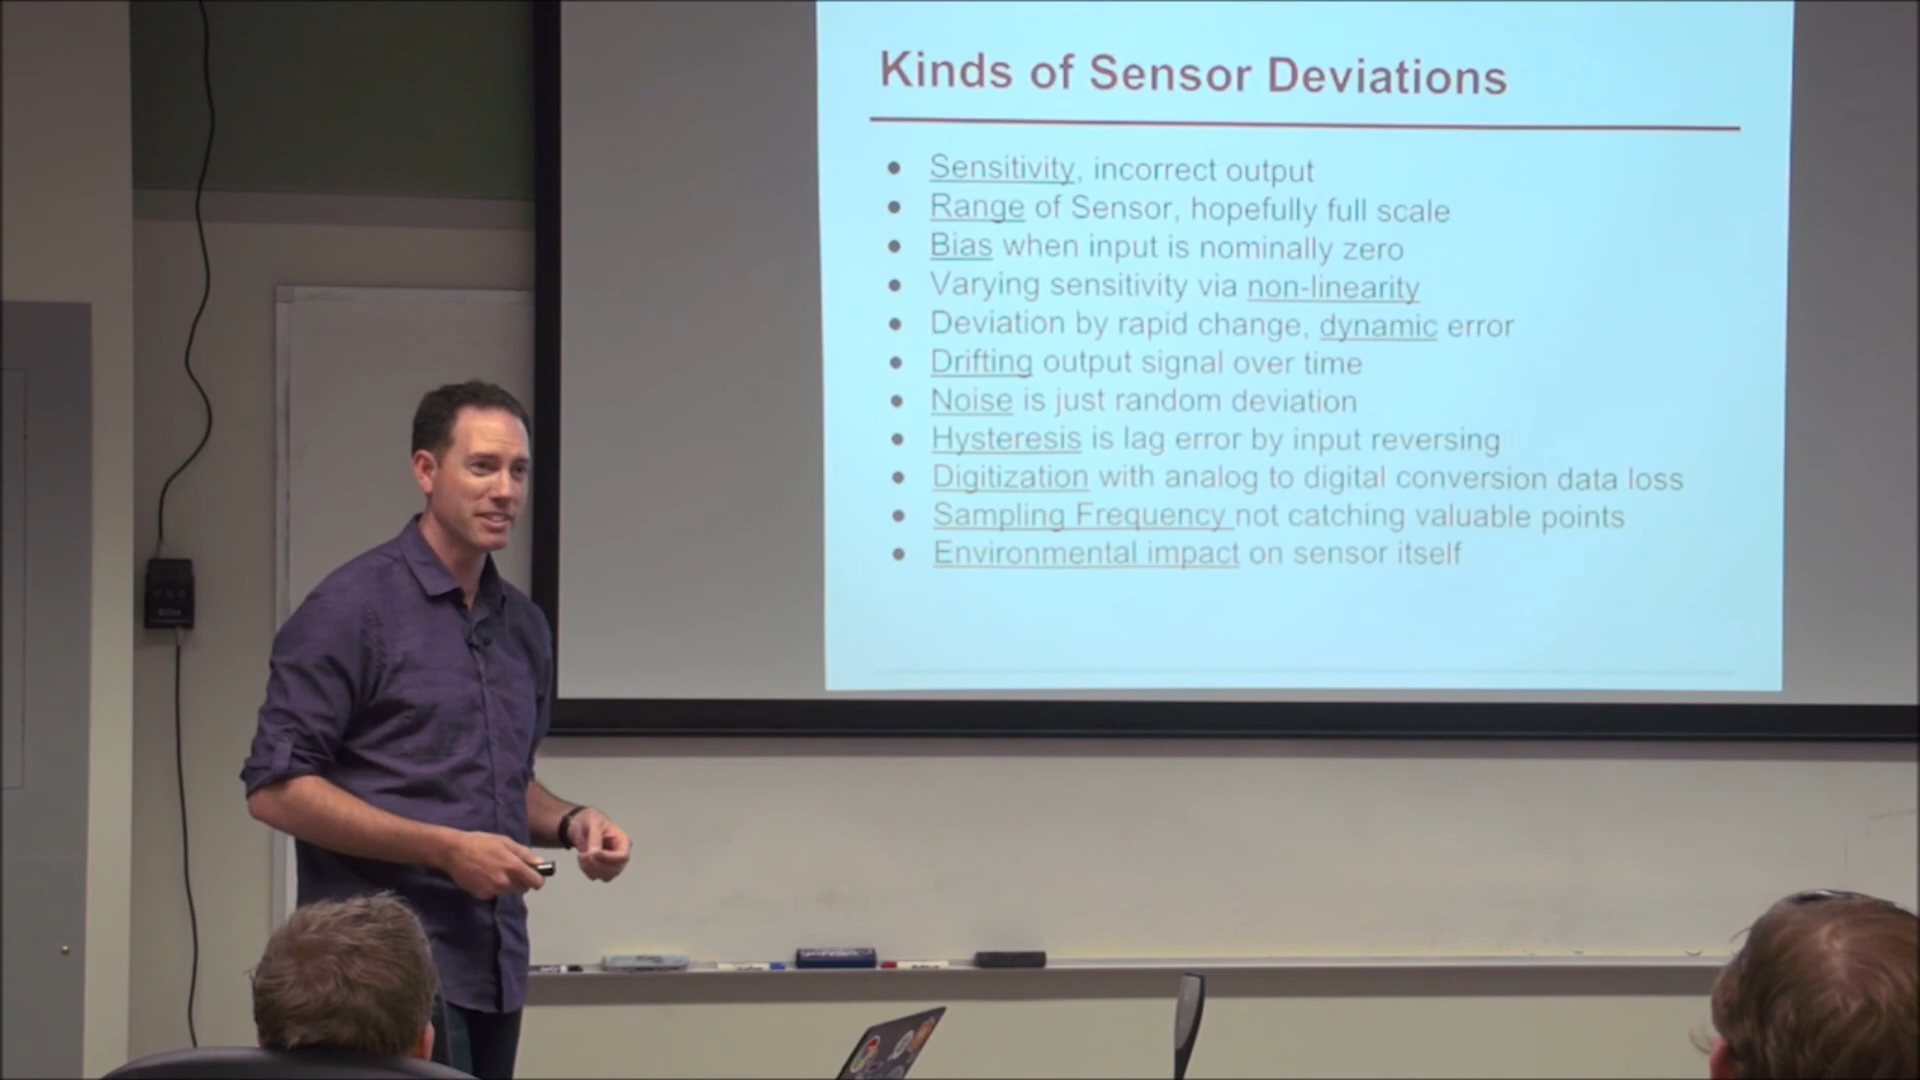 Kinds of Sensor Deviations
Sensitivity, incorrect output
Range of Sensor, hopefully full scale
Bias when input is nominally zero
Varying sensitivity via non-linearity
Deviation by rapid change, dynamic error
Drifting output signal over time
Noise is just random deviation
Hysteresis is lag error by input reversing
Digitization with analog to digital conversion data loss
Sampling Frequency not catching valuable points
Environmental impact on sensor itself